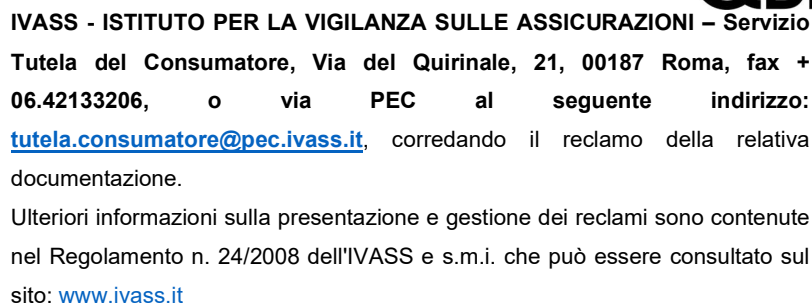 IVASS - ISTITUTO PER LA VIGILANZA SULLE ASSICURAZIONI – Servizio
Tutela del Consumatore, Via del Quirinale, 21, 00187 Roma, fax +
06.42133206, o via PEC al seguente indirizzo:
tutela.consumatore@pec.ivass.it, corredando il reclamo della relativa
documentazione.
Ulteriori informazioni sulla presentazione e gestione dei reclami sono contenute
nel Regolamento n. 24/2008 dell'IVASS e s.m.i. che può essere consultato sul
sito: www.ivass.it